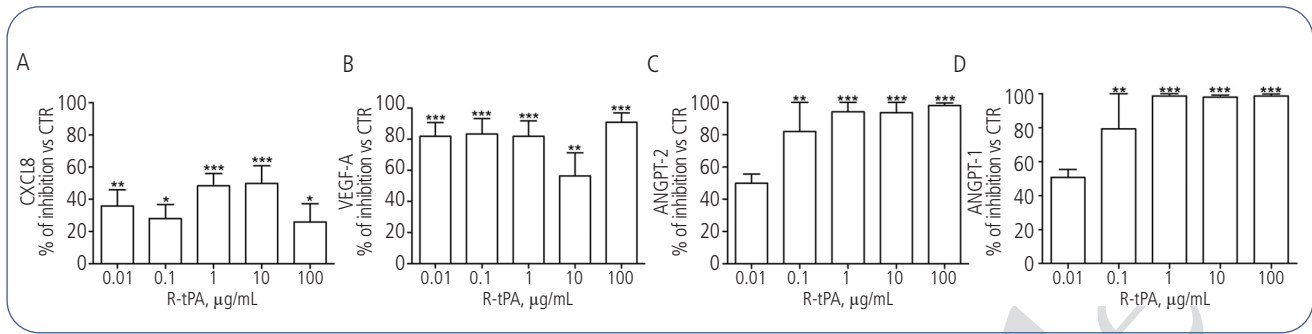 A
CXCL8
% of inhibition vs CTR
100
80
60
40
20
0
**
*
***
***
*
0.01 0.1 1 10 100
R-tPA, µg/mL
B
VEGF-A
% of inhibition vs CTR
100
80
60
40
20
0
***
***
***
**
***
0.01 0.1 1 10 100
R-tPA, µg/mL
C
ANGPT-2
% of inhibition vs CTR
100
80
60
40
20
0
**
***
***
***
0.01 0.1 1 10 100
R-tPA, µg/mL
D
ANGPT-1
% of inhibition vs CTR
100
80
60
40
20
0
**
***
***
***
0.01 0.1 1 10 100
R-tPA, µg/mL